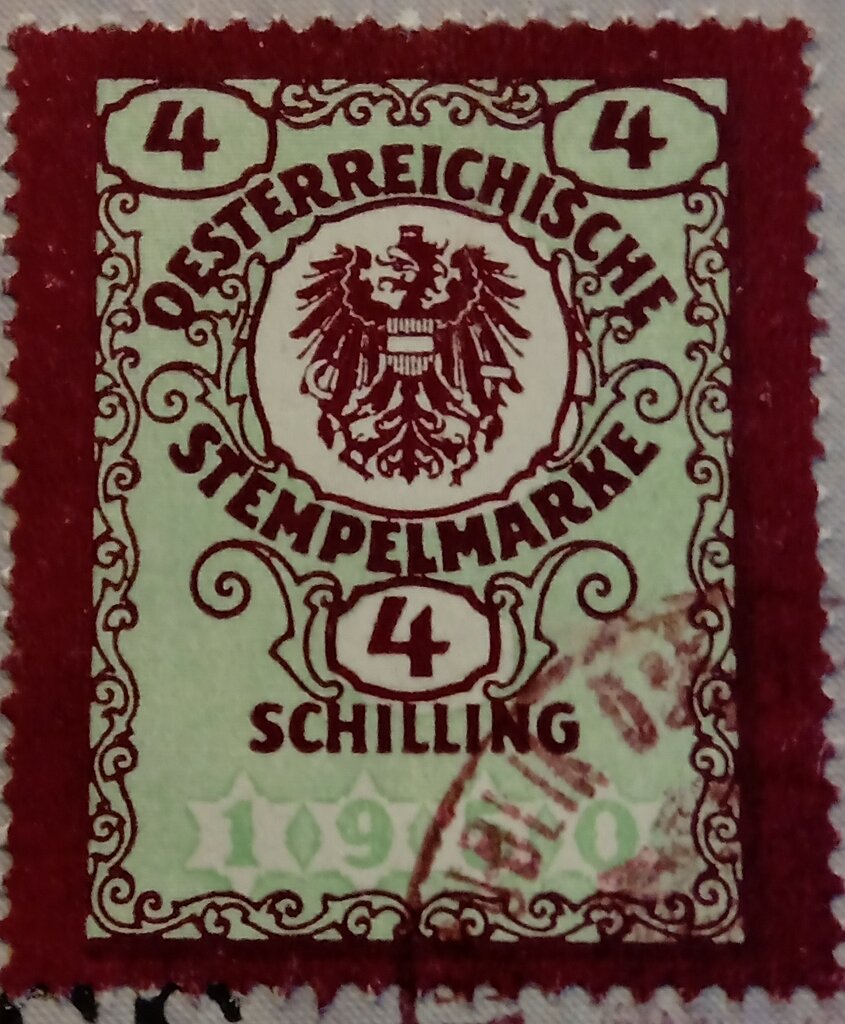 4 4
OESTERREICHISCHE
STEMPELMARKE
4
SCHILLING